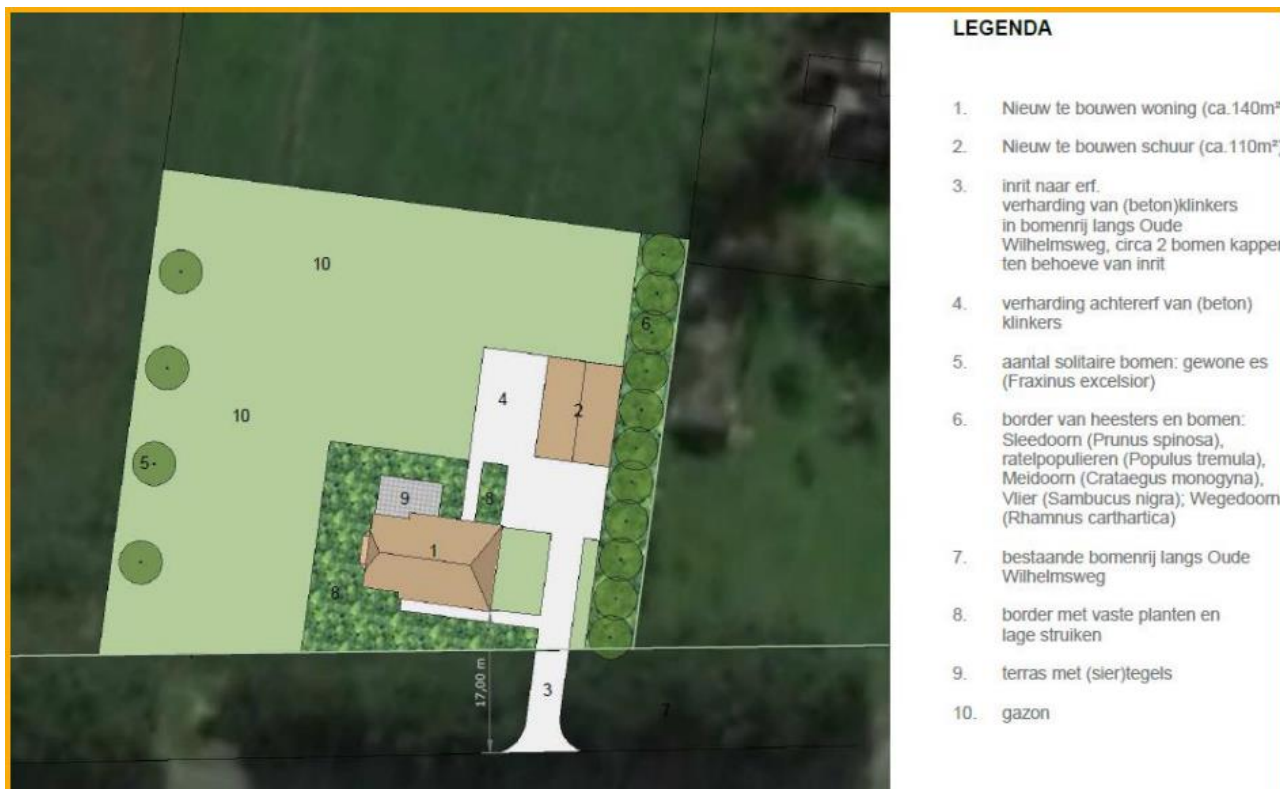 LEGENDA
1. Nieuw te bouwen woning (ca.140m²
2. Nieuw te bouwen schuur (ca.110m²)
3. inrit naar erf.
verharding van (beton)klinkers
in bomenrij langs Oude
Wilhelmsweg, circa 2 bomen kappen
ten behoeve van inrit
4. verharding achtererf van (beton)
klinkers
5. aantal solitaire bomen: gewone es
(Fraxinus excelsior)
6. border van heesters en bomen:
Sleedoorn (Prunus spinosa),
ratelpopulieren (Populus tremula),
Meidoorn (Crataegus monogyna),
Vlier (Sambucus nigra); Wegedoorn
(Rhamnus carthartica)
7. bestaande bomenrij langs Oude
Wilhelmsweg
8. border met vaste planten en
lage struiken
9. terras met (sier)tegels
10. gazon
10
6
4
2
10
5
9
8
1
8
17,00 m
3
7